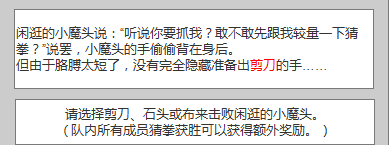 闲逛的小魔头说：“听说你要抓我？敢不敢先跟我较量一下猜
拳？”说罢，小魔头的手偷偷背在身后。
但由于胳膊太短了，没有完全隐藏准备出剪刀的手……
请选择剪刀、石头或布来击败闲逛的小魔头。
（队内所有成员猜拳获胜可以获得额外奖励。）